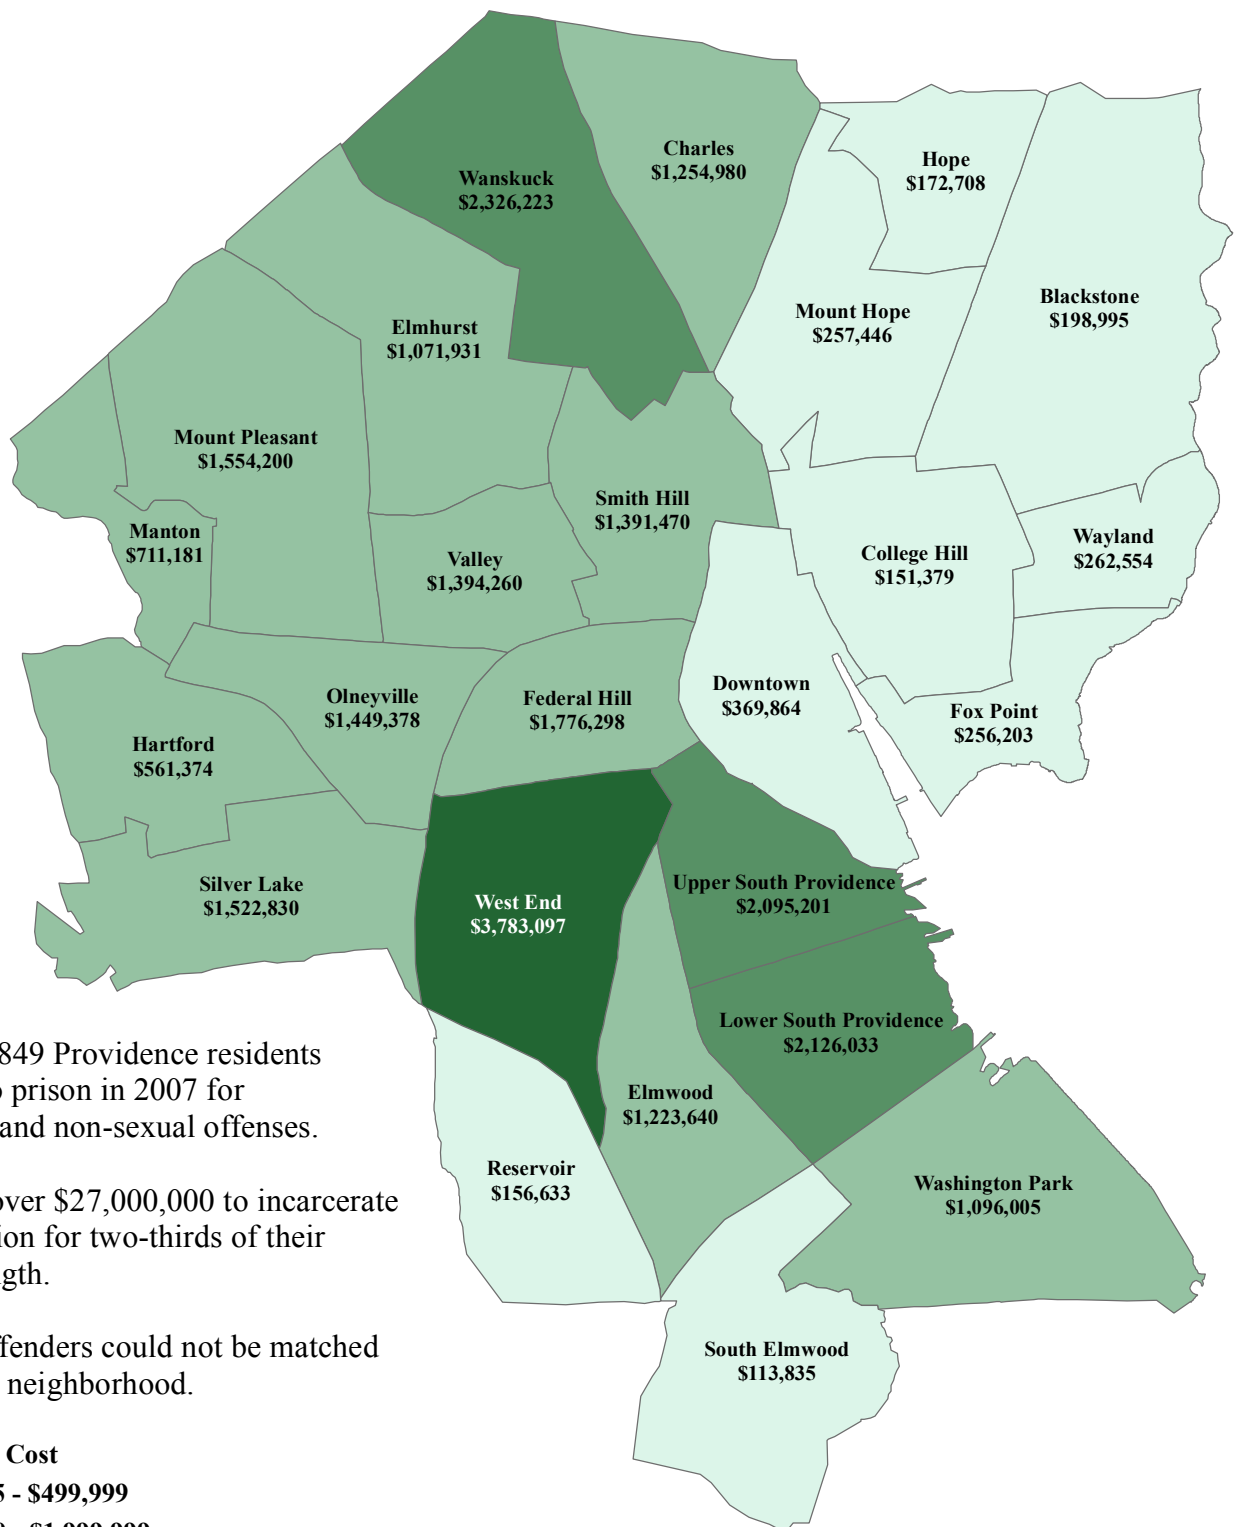 Charles
$1,254,980
Hope
$172,708
Wanskuck
$2,326,223
Blackstone
$198,995
Mount Hope
$257,446
Elmhurst
$1,071,931
Mount Pleasant
$1,554,200
Smith Hill
$1,391,470
Manton
$711,181
Valley
$1,394,260
College Hill
$151,379
Wayland
$262,554
Olneyville
$1,449,378
Federal Hill
$1,776,298
Downtown
$369,864
Fox Point
$256,203
Hartford
$561,374
Silver Lake
$1,522,830
West End
$3,783,097
Upper South Providence
$2,095,201
Lower South Providence
$2,126,033
849 Providence residents
prison in 2007 for
and non-sexual offenses.
Elmwood
$1,223,640
Reservoir
$156,633
Washington Park
$1,096,005
over $27,000,000 to incarcerate
for two-thirds of their
South Elmwood
$113,835
could not be matched
neighborhood.
Cost
- $499,999